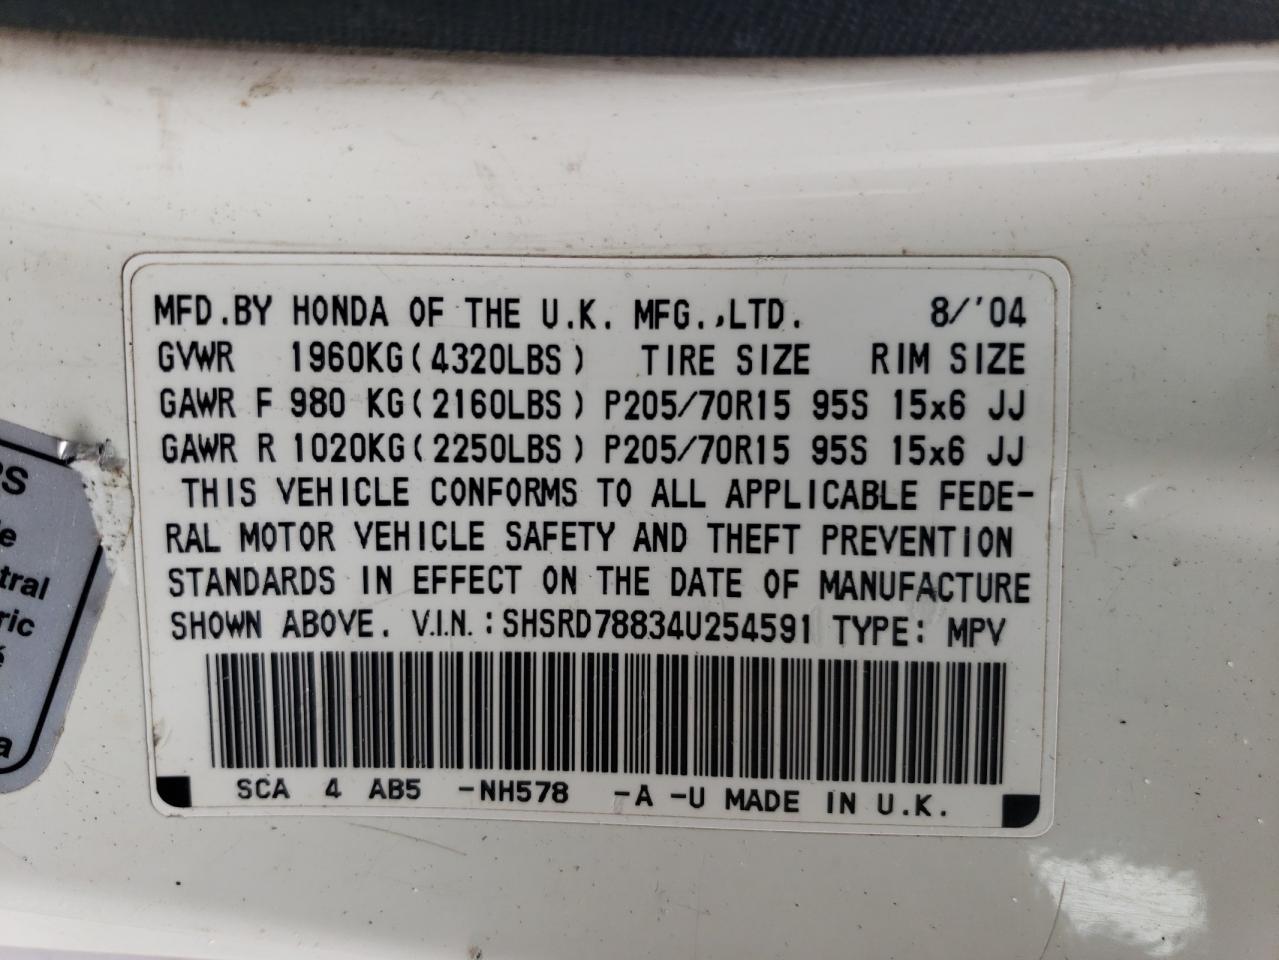 MFD.BY HONDA OF THE U.K. MFG.,LTD. 8/'04
GVWR 1960KG(4320LBS) TIRE SIZE RIM SIZE
GAWR F 980 KG(2160LBS) P205/70R15 95S 15x6 JJ
GAWR R 1020KG(2250LBS) P205/70R15 95S 15x6 JJ
THIS VEHICLE CONFORMS TO ALL APPLICABLE FEDE-
RAL MOTOR VEHICLE SAFETY AND THEFT PREVENTION
STANDARDS IN EFFECT ON THE DATE OF MANUFACTURE
SHOWN ABOVE. V.I.N.:SHSRD78834U254591 TYPE: MPV
SCA 4 AB5 -NH578 -A -U MADE IN U.K.